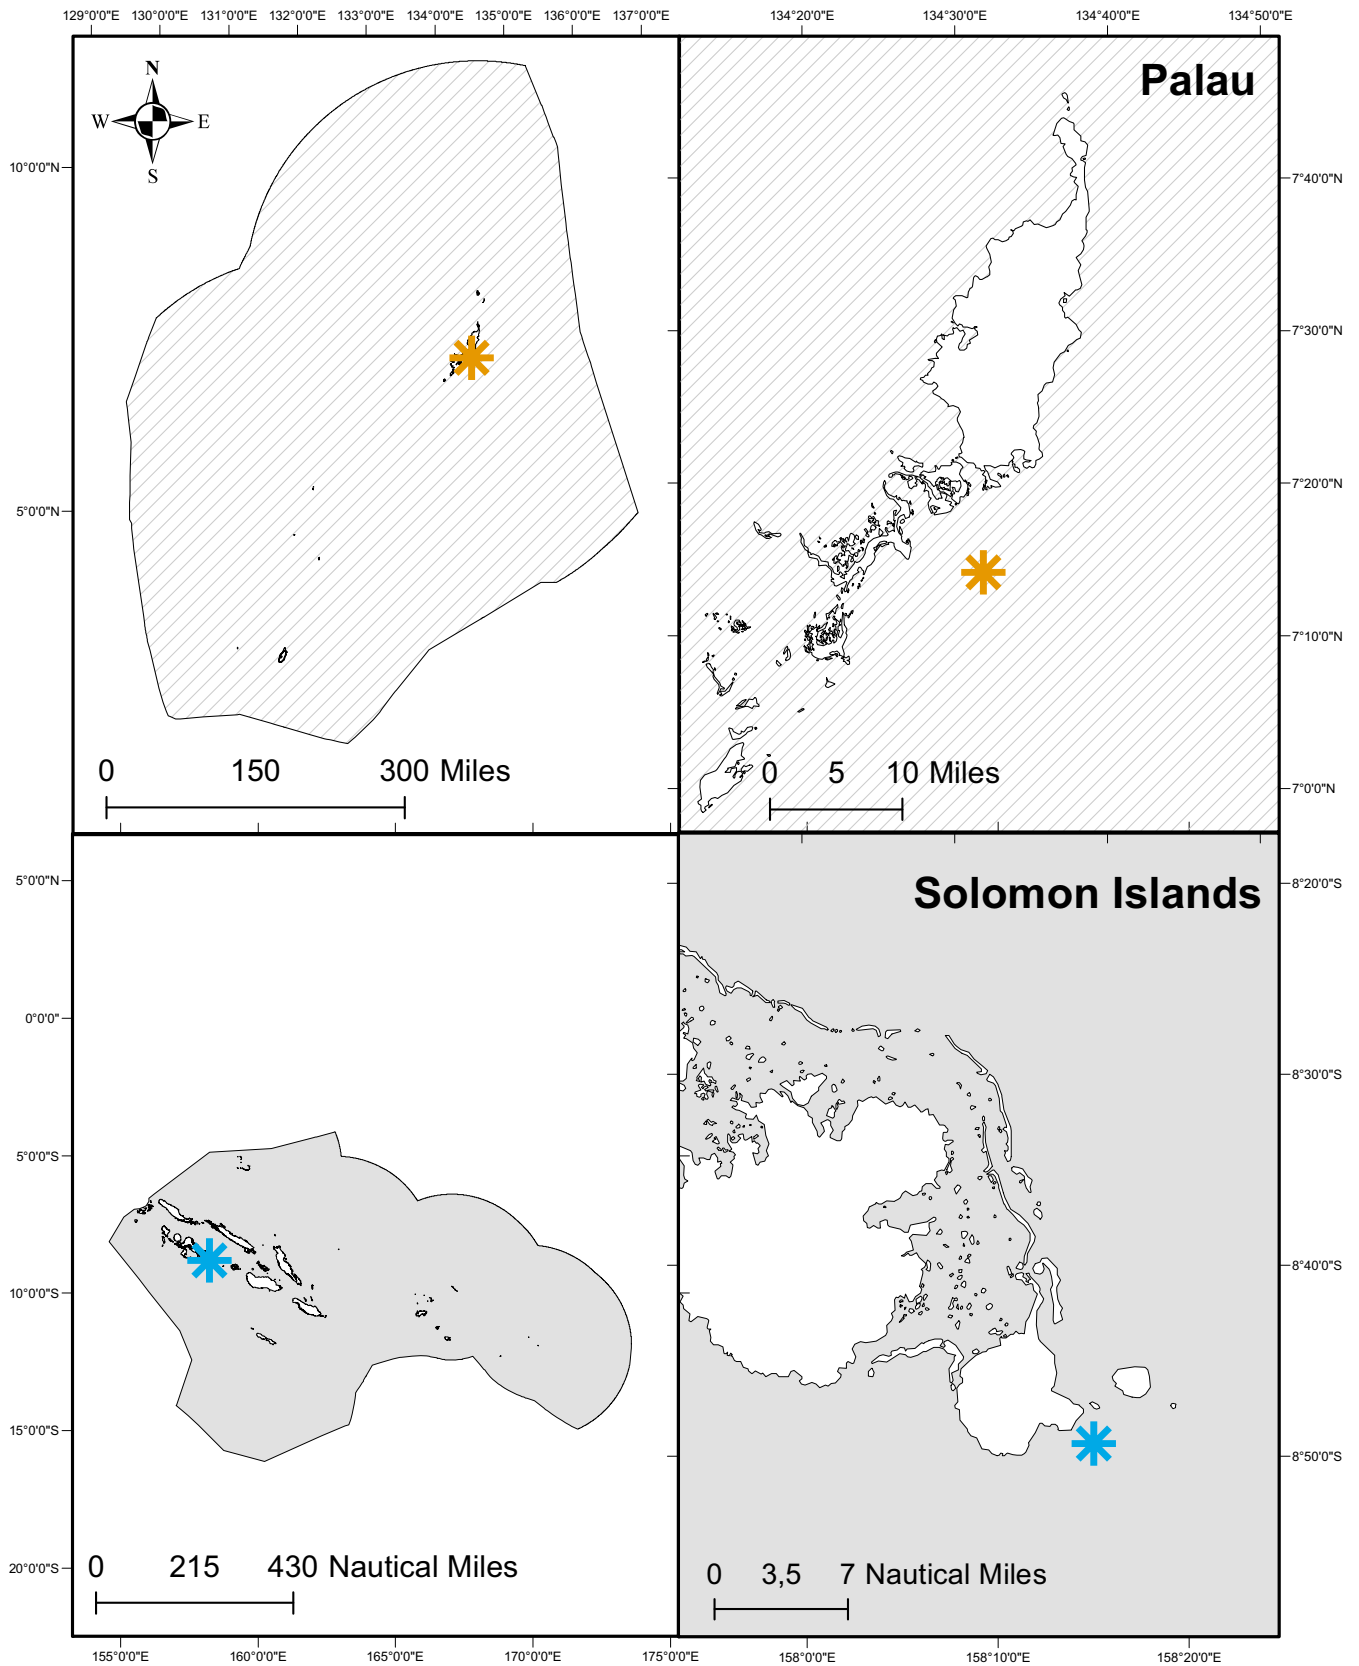 129°0'0"E 130°0'0"E 131°0'0"E 132°0'0"E 133°0'0"E 134°0'0"E 135°0'0"E 136°0'0"E 137°0'0"E
134°20'0"E 134°30'0"E 134°40'0"E 134°50'0"E
N
W E
S
Palau
10°0'0"N
5°0'0"N
7°40'0"N
7°30'0"N
7°20'0"N
7°10'0"N
7°0'0"N
0 150 300 Miles
0 5 10 Miles
Solomon Islands
5°0'0"N
0°0'0"
5°0'0"S
10°0'0"S
15°0'0"S
20°0'0"S
8°20'0"S
8°30'0"S
8°40'0"S
8°50'0"S
0 215 430 Nautical Miles
0 3,5 7 Nautical Miles
155°0'0"E 160°0'0"E 165°0'0"E 170°0'0"E 175°0'0"E
158°0'0"E 158°10'0"E 158°20'0"E